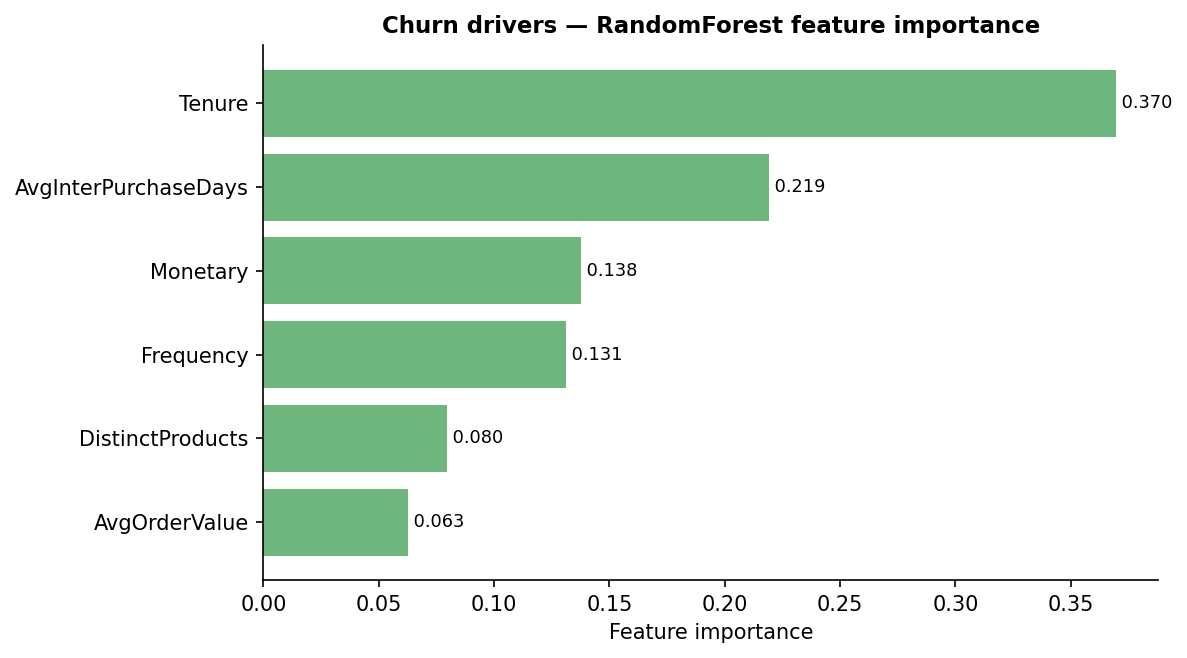 Churn drivers — RandomForest feature importance
Tenure 0.370
AvgInterPurchaseDays 0.219
Monetary 0.138
Frequency 0.131
DistinctProducts 0.080
AvgOrderValue 0.063
0.00 0.05 0.10 0.15 0.20 0.25 0.30 0.35
Feature importance